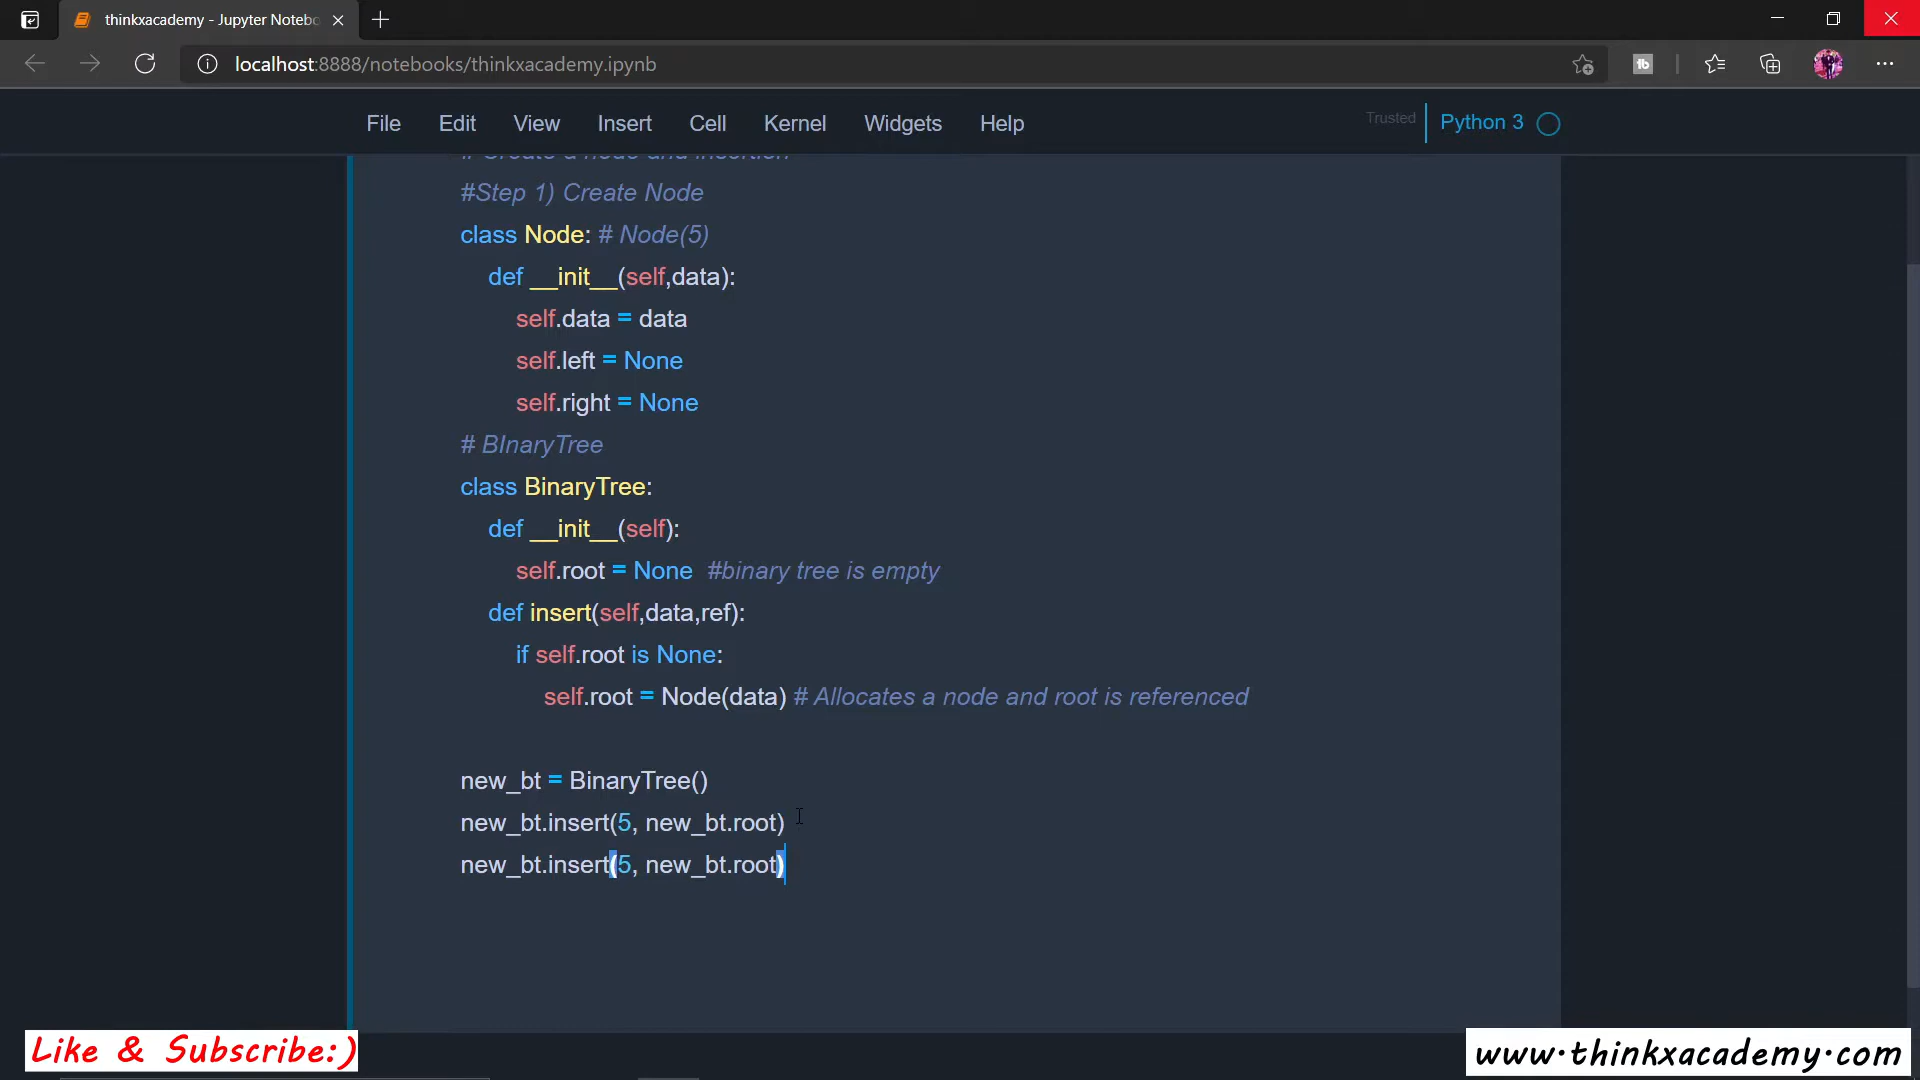 thinkxacademy - Jupyter Notebo
localhost:8888/notebooks/thinkxacademy.ipynb
File Edit View Insert Cell Kernel Widgets Help Trusted Python 3
# Create a node and insertion
#Step 1) Create Node
class Node: # Node(5)
def __init__(self,data):
self.data = data
self.left = None
self.right = None
# BInaryTree
class BinaryTree:
def __init__(self):
self.root = None #binary tree is empty
def insert(self,data,ref):
if self.root is None:
self.root = Node(data) # Allocates a node and root is referenced
new_bt = BinaryTree()
new_bt.insert(5, new_bt.root)
new_bt.insert(5, new_bt.root)
Like & Subscribe:)
www.thinkxacademy.com